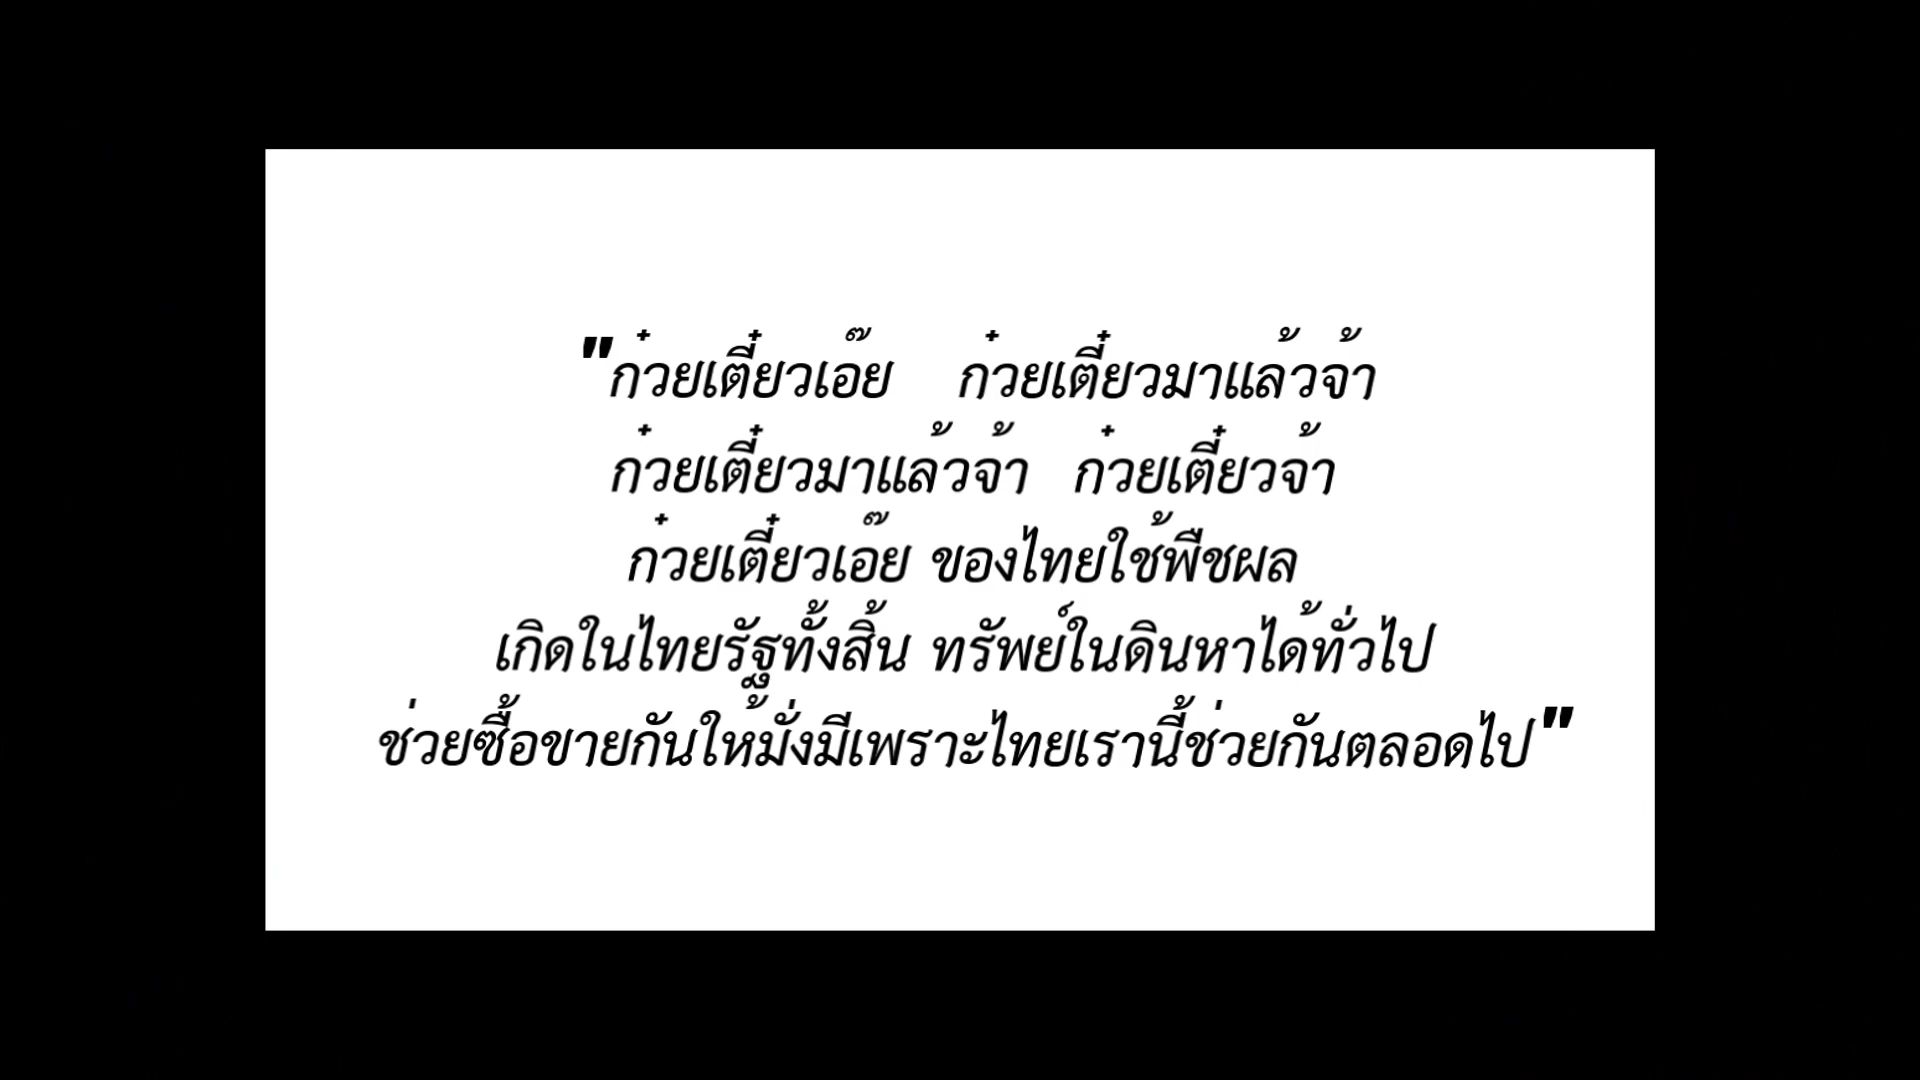 "ก๋วยเตี๋ยวเอ๊ย ก๋วยเตี๋ยวมาแล้วจ้า
ก๋วยเตี๋ยวมาแล้วจ้า ก๋วยเตี๋ยวจ้า
ก๋วยเตี๋ยวเอ๊ย ของไทยใช้พืชผล
เกิดในไทยรัฐทั้งสิ้น ทรัพย์ในดินหาได้ทั่วไป
ช่วยซื้อขายกันให้มั่งมีเพราะไทยเรานี้ช่วยกันตลอดไป"